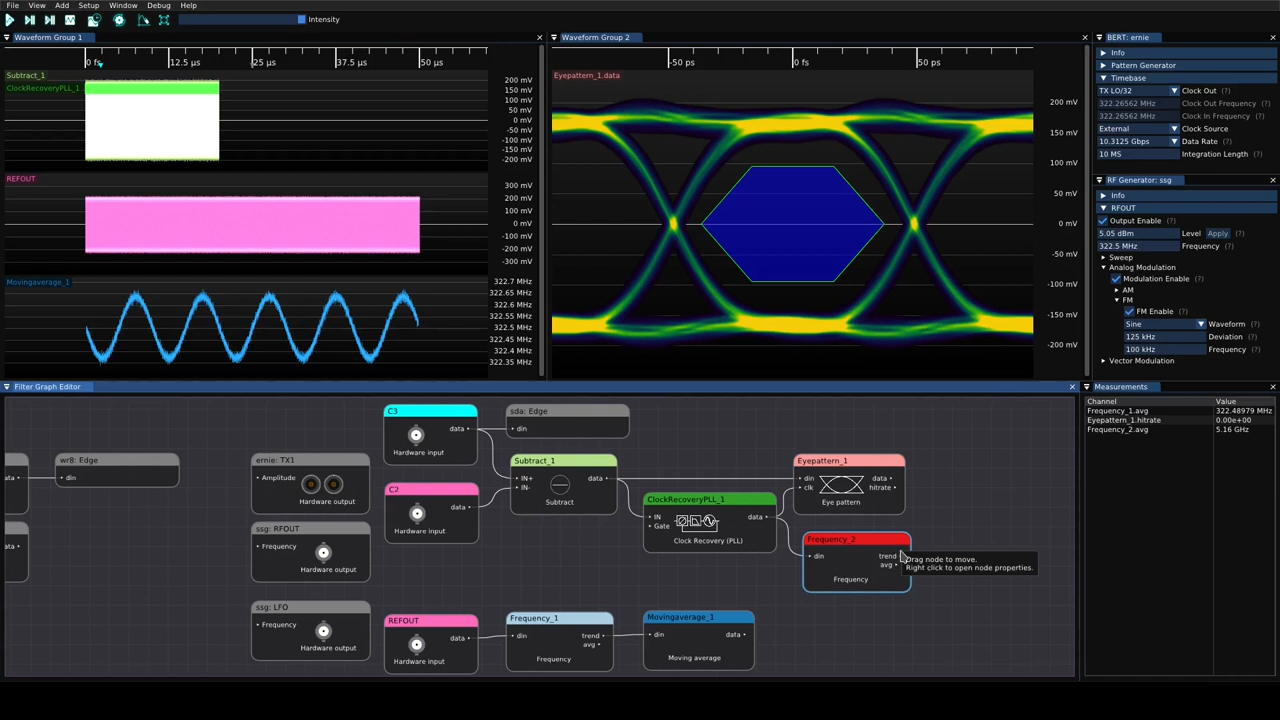 File View Add Setup Window Debug Help
Intensity
Waveform Group 1
0 fs 12.5 µs 25 µs 37.5 µs 50 µs
Subtract_1
ClockRecoveryPLL_1
200 mV
150 mV
100 mV
50 mV
0 mV
-50 mV
-100 mV
-150 mV
-200 mV
REFOUT
300 mV
200 mV
100 mV
0 mV
-100 mV
-200 mV
-300 mV
Movingaverage_1
322.7 MHz
322.65 MHz
322.6 MHz
322.55 MHz
322.5 MHz
322.45 MHz
322.4 MHz
322.35 MHz
Waveform Group 2
-50 ps 0 fs 50 ps
Eyepattern_1.data
200 mV
150 mV
100 mV
50 mV
0 mV
-50 mV
-100 mV
-150 mV
-200 mV
BERT: ernie
Info
Pattern Generator
Timebase
TX LO/32 Clock Out
322.26562 MHz Clock Out Frequency (?)
322.26562 MHz Clock In Frequency (?)
External Clock Source (?)
10.3125 Gbps Data Rate (?)
10 MS Integration Length (?)
RF Generator: ssg
Info
RFOUT
Output Enable (?)
5.05 dBm Level Apply (?)
322.5 MHz Frequency (?)
Sweep
Analog Modulation
Modulation Enable (?)
AM
FM
FM Enable (?)
Sine Waveform (?)
125 kHz Deviation (?)
100 kHz Frequency (?)
Vector Modulation
Filter Graph Editor
data
data
wr8: Edge
din
ernie: TX1
Amplitude
Hardware output
ssg: RFOUT
Frequency
Hardware output
ssg: LFO
Frequency
Hardware output
C3
data
Hardware input
C2
data
Hardware input
REFOUT
data
Hardware input
sda: Edge
din
Subtract_1
IN+ data
IN-
Subtract
Frequency_1
din trend
avg
Frequency
ClockRecoveryPLL_1
IN data
Gate
Clock Recovery (PLL)
Movingaverage_1
din data
Moving average
Eyepattern_1
din data
clk hitrate
Eye pattern
Frequency_2
din trend
avg
Frequency
Drag node to move.
Right click to open node properties.
Measurements
Channel Value
Frequency_1.avg 322.48979 MHz
Eyepattern_1.hitrate 0.00e+00
Frequency_2.avg 5.16 GHz